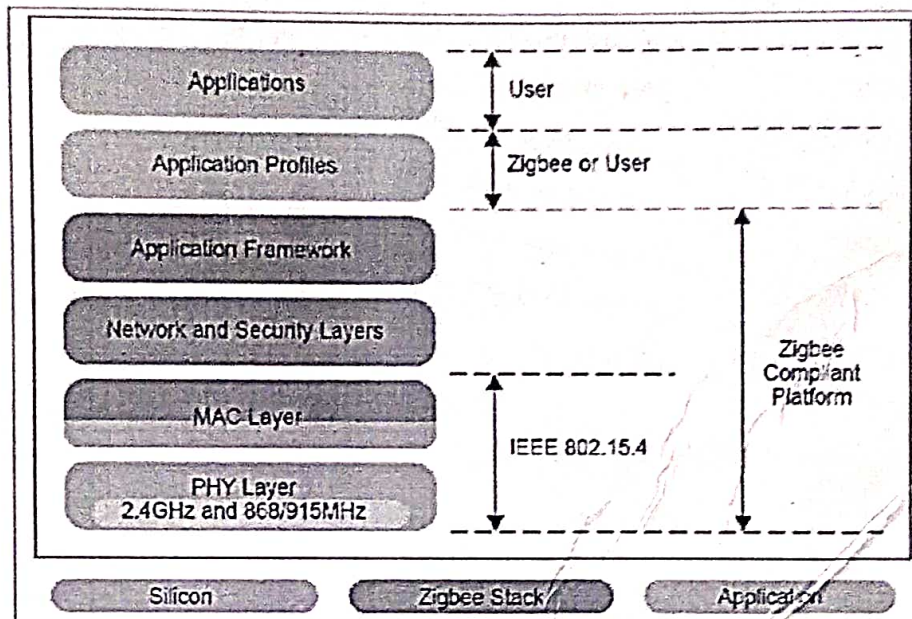 Applications
User
Application Profiles
Zigbee or User
Application Framework
Network and Security Layers
Zigbee
Compliant
Platform
MAC Layer
IEEE 802.15.4
PHY Layer
2.4GHz and 868/915MHz
Silicon
Zigbee Stack
Application